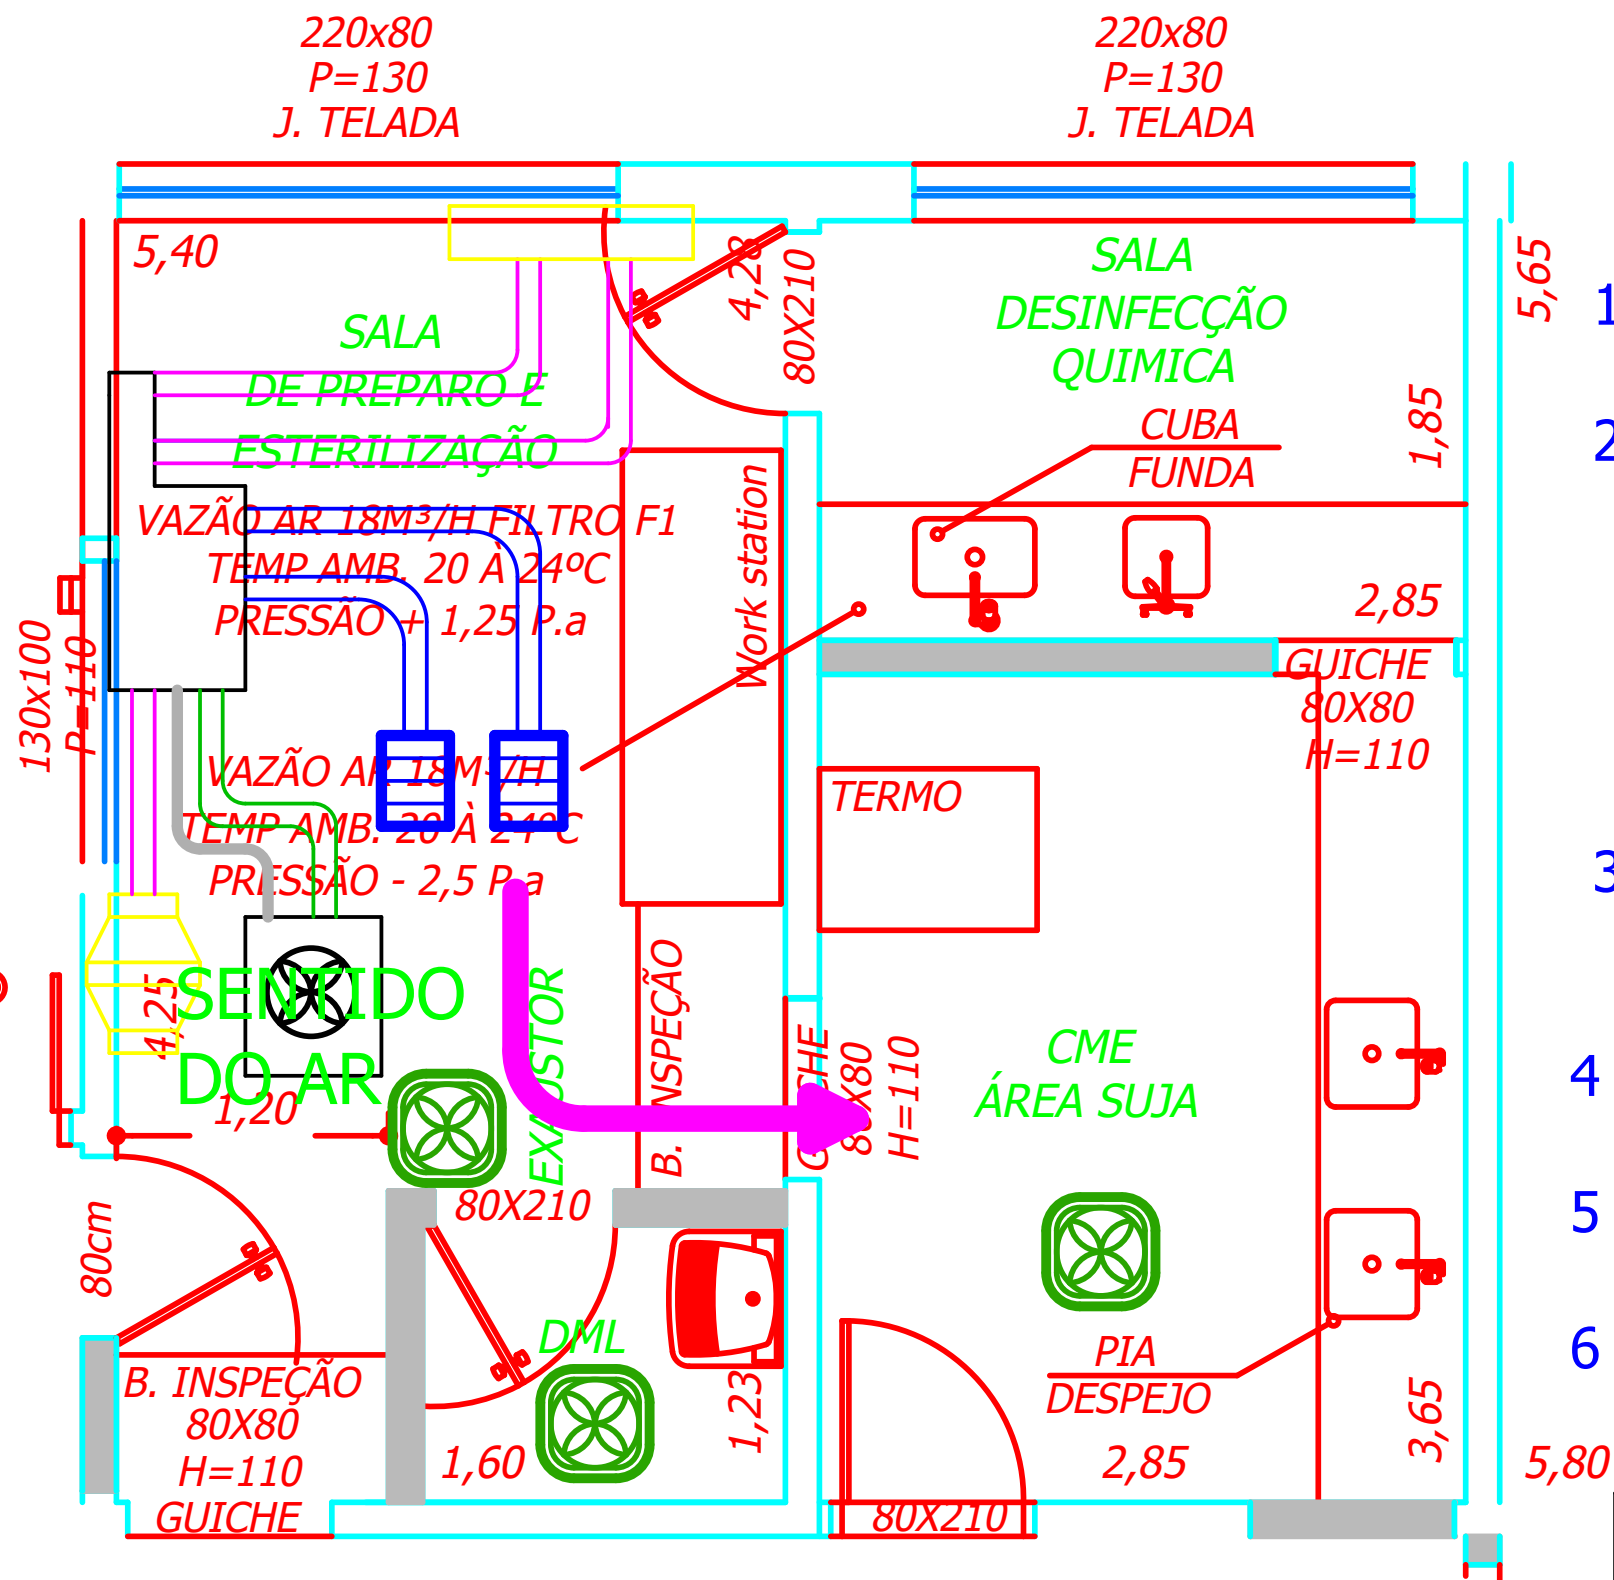 220x80
P=130
J. TELADA
220x80
P=130
J. TELADA
5,40
4,28
80X210
SALA
DE PREPARO E
ESTERILIZAÇÃO
VAZÃO AR 18M³/H FILTRO F1
TEMP AMB. 20 À 24ºC
PRESSÃO + 1,25 P.a
Work station
SALA
DESINFECÇÃO
QUIMICA
CUBA
FUNDA
1,85
5,65
1
2
2,85
GUICHE
80X80
H=110
130x100
P=110
VAZÃO AR 18M³/H
TEMP AMB. 20 À 24ºC
PRESSÃO - 2,5 P.a
TERMO
3
4,25
SENTIDO
DO AR
1,20
EXAUSTOR
B. INSPEÇÃO
GUICHE
80X80
H=110
CME
ÁREA SUJA
4
80cm
80X210
5
DML
PIA
DESPEJO
6
B. INSPEÇÃO
80X80
H=110
GUICHE
1,60
1,23
2,85
3,65
5,80
80X210